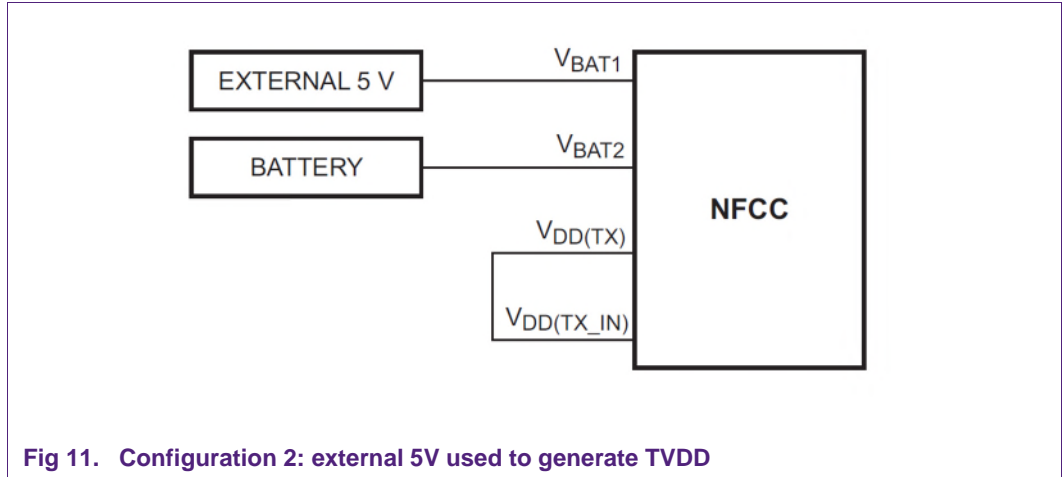 EXTERNAL 5 V
VBAT1
BATTERY
VBAT2
NFCC
VDD(TX)
VDD(TX_IN)
Fig 11. Configuration 2: external 5V used to generate TVDD